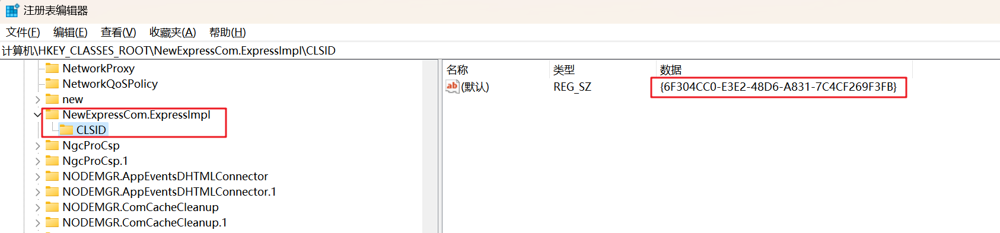 注册表编辑器
文件(F) 编辑(E) 查看(V) 收藏夹(A) 帮助(H)
计算机\HKEY_CLASSES_ROOT\NewExpressCom.ExpressImpl\CLSID
NetworkProxy
NetworkQoSPolicy
new
NewExpressCom.ExpressImpl
CLSID
NgcProCsp
NgcProCsp.1
NODEMGR.AppEventsDHTMLConnector
NODEMGR.AppEventsDHTMLConnector.1
NODEMGR.ComCacheCleanup
NODEMGR.ComCacheCleanup.1
名称 类型 数据
ab (默认) REG_SZ {6F304CC0-E3E2-48D6-A831-7C4CF269F3FB}